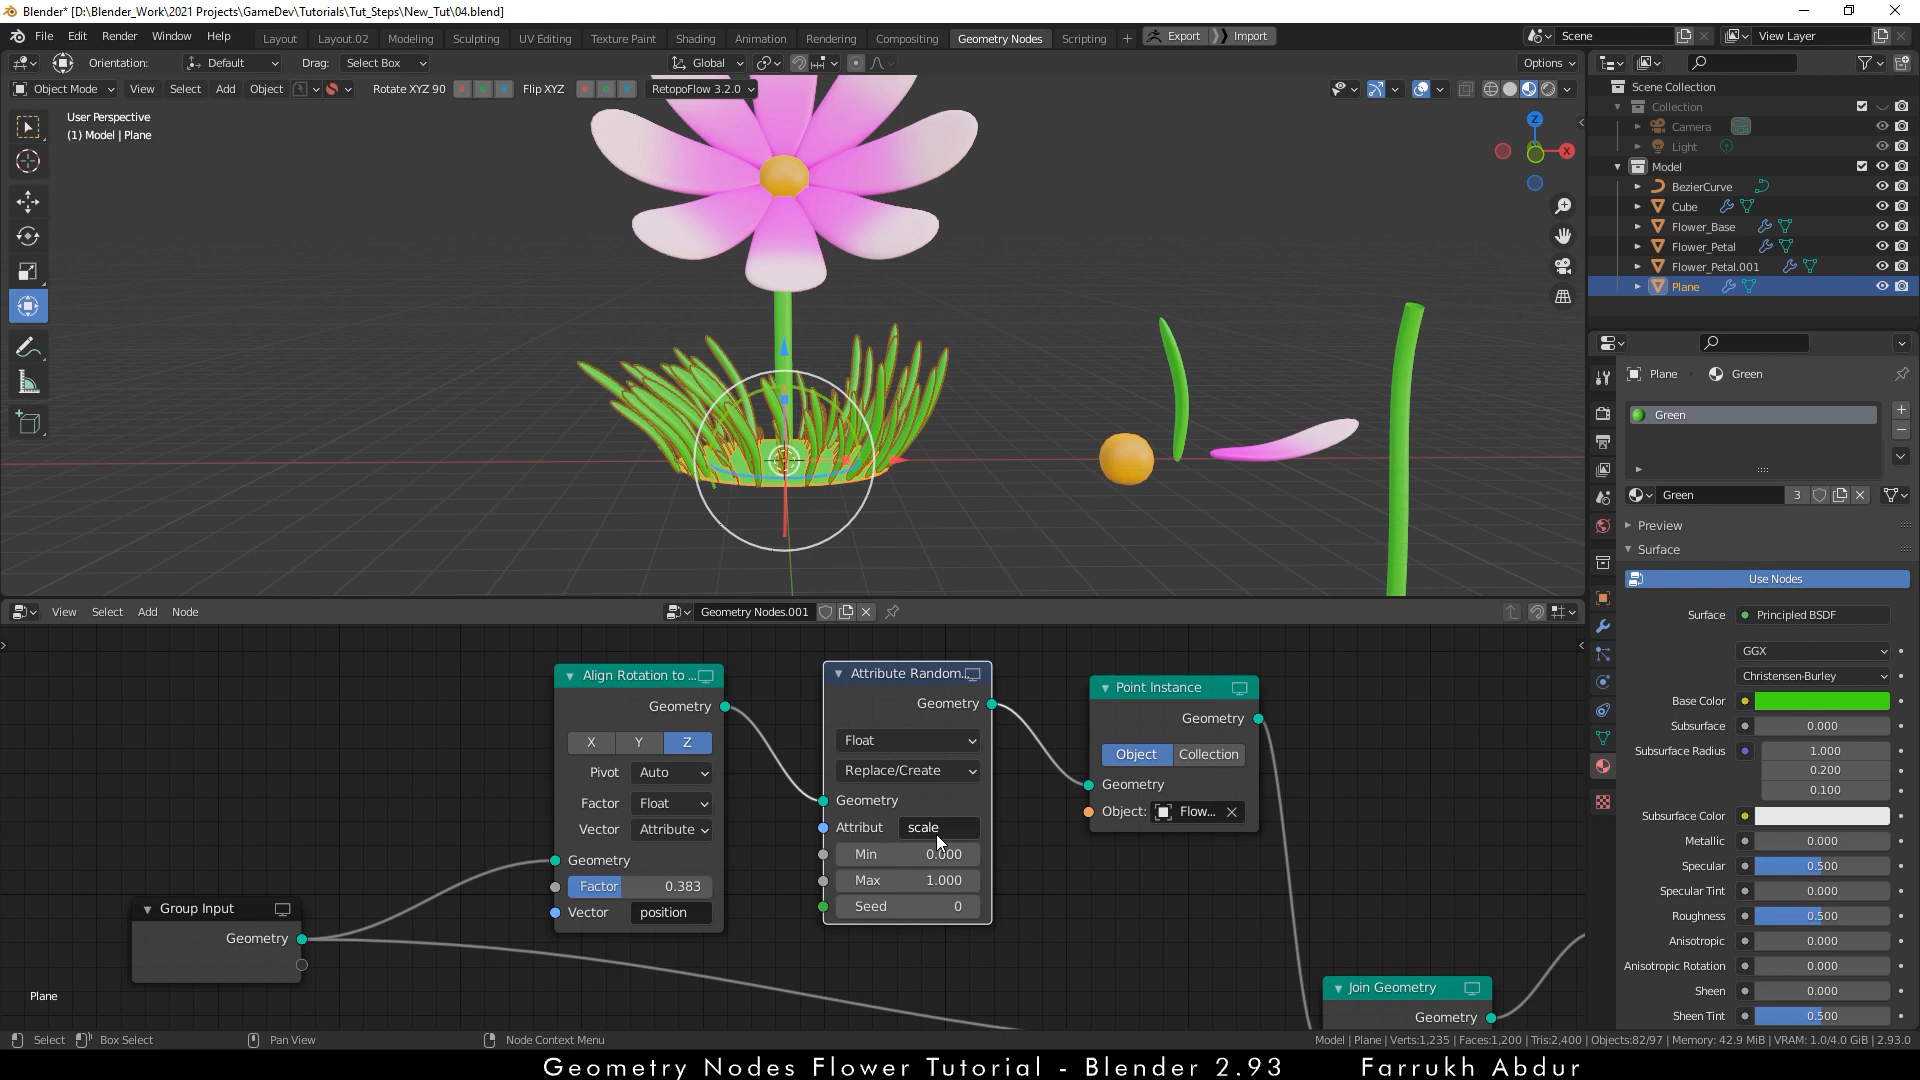 Blender* [D:\Blender_Work\2021 Projects\GameDev\Tutorials\Tut_Steps\New_Tut\04.blend]
File Edit Render Window Help Layout Layout.02 Modeling Sculpting UV Editing Texture Paint Shading Animation Rendering Compositing Geometry Nodes Scripting + Export Import Scene View Layer
Orientation: Default Drag: Select Box Global Options
Object Mode View Select Add Object Rotate XYZ 90 Flip XYZ RetopoFlow 3.2.0
User Perspective
(1) Model | Plane
Z
X
Scene Collection
Collection
Camera
Light
Model
BezierCurve
Cube
Flower_Base
Flower_Petal
Flower_Petal.001
Plane
Plane Green
Green
Green 3
Preview
Surface
Use Nodes
Surface Principled BSDF
GGX
Christensen-Burley
Base Color
Subsurface 0.000
Subsurface Radius 1.000
0.200
0.100
Subsurface Color
Metallic 0.000
Specular 0.500
Specular Tint 0.000
Roughness 0.500
Anisotropic 0.000
Anisotropic Rotation 0.000
Sheen 0.000
Sheen Tint 0.500
View Select Add Node Geometry Nodes.001
Group Input
Geometry
Align Rotation to ...
Geometry
X Y Z
Pivot Auto
Factor Float
Vector Attribute
Geometry
Factor 0.383
Vector position
Attribute Random...
Geometry
Float
Replace/Create
Geometry
Attribut scale
Min 0.000
Max 1.000
Seed 0
Point Instance
Geometry
Object Collection
Geometry
Object: Flow...
Join Geometry
Geometry
Plane
Select Box Select Pan View Node Context Menu Model | Plane | Verts:1,235 | Faces:1,200 | Tris:2,400 | Objects:82/97 | Memory: 42.9 MiB | VRAM: 1.0/4.0 GiB | 2.93.0
Geometry Nodes Flower Tutorial - Blender 2.93 Farrukh Abdur